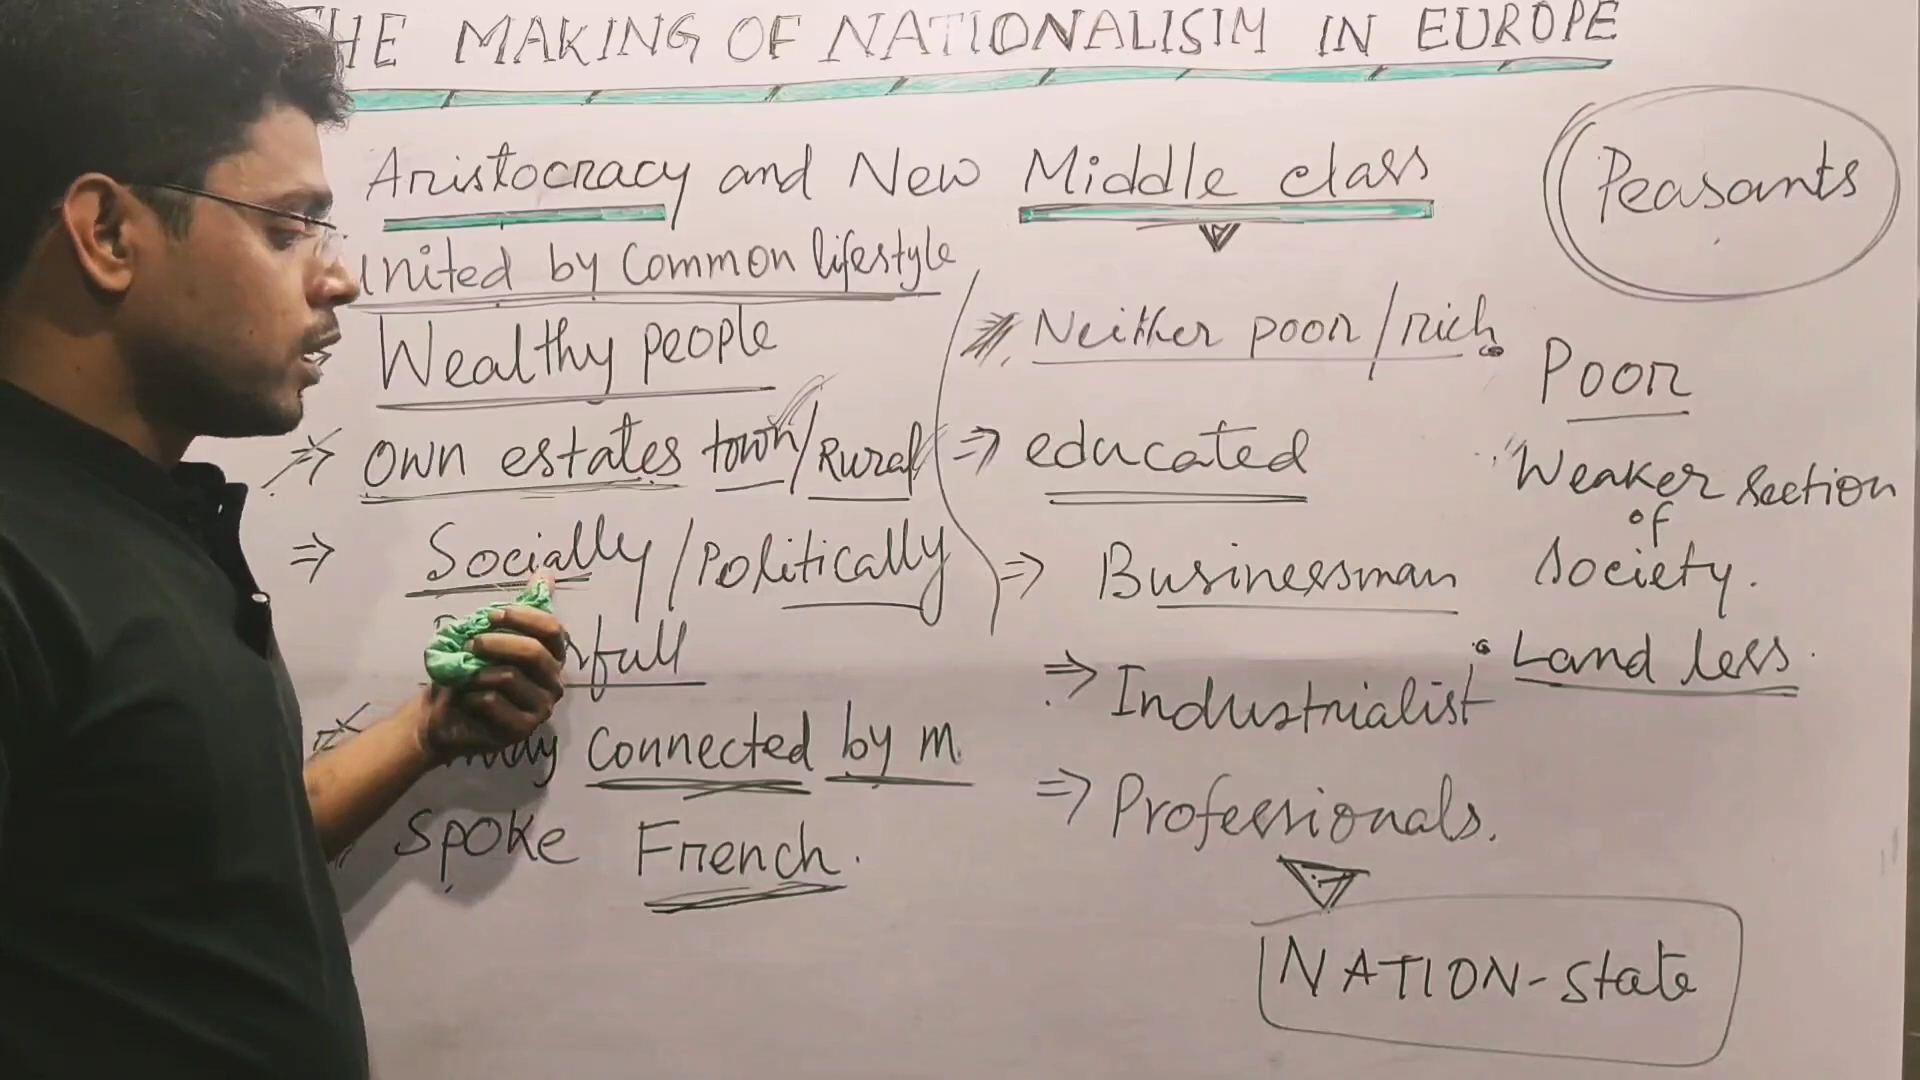 THE MAKING OF NATIONALISIM IN EUROPE
Aristocracy and New Middle class
united by Common lifestyle
Wealthy people
⇒ own estates town/Rural
⇒ Socially/Politically
connected by m.
Spoke French.
Neither poor/rich.
⇒ educated
⇒ Businessman
⇒ Industrialist
⇒ Professionals.
NATION-State
Peasants
Poor
Weaker Section
of
Society.
Land less.